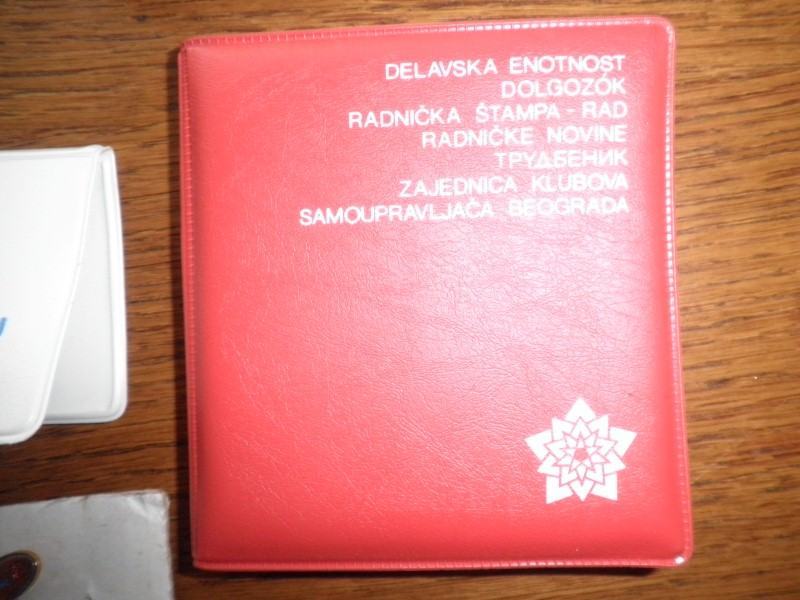 DELAVSKA ENOTNOST
DOLGOZÓK
RADNIČKA ŠTAMPA - RAD
RADNIČKE NOVINE
ТРУДБЕНИК
ZAJEDNICA KLUBOVA
SAMOUPRAVLJAČA BEOGRADA